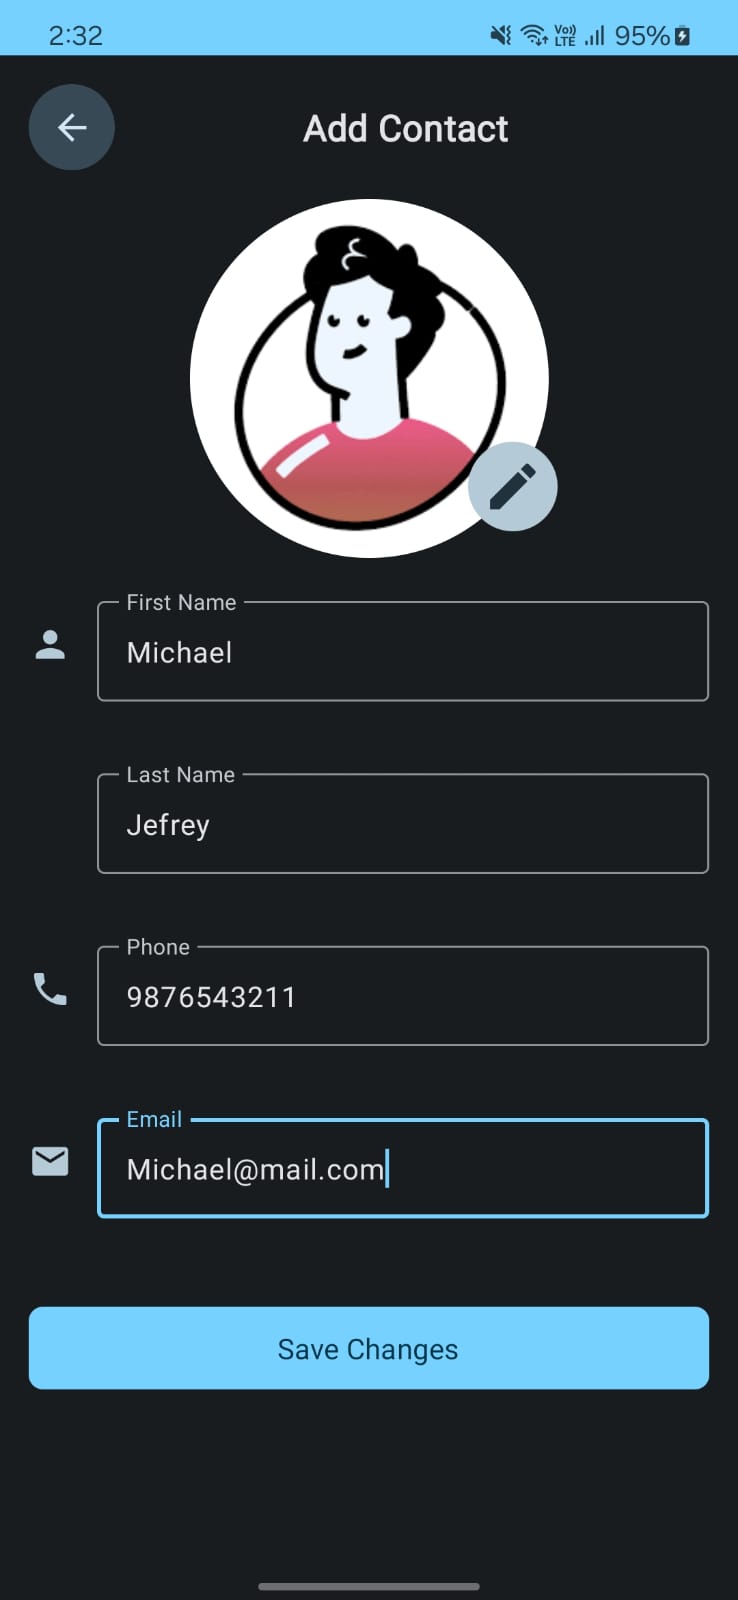 2:32
Vo)) LTE 95%
Add Contact
First Name
Michael
Last Name
Jefrey
Phone
9876543211
Email
Michael@mail.com
Save Changes